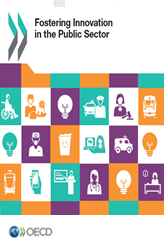 Fostering Innovation
in the Public Sector
OECD